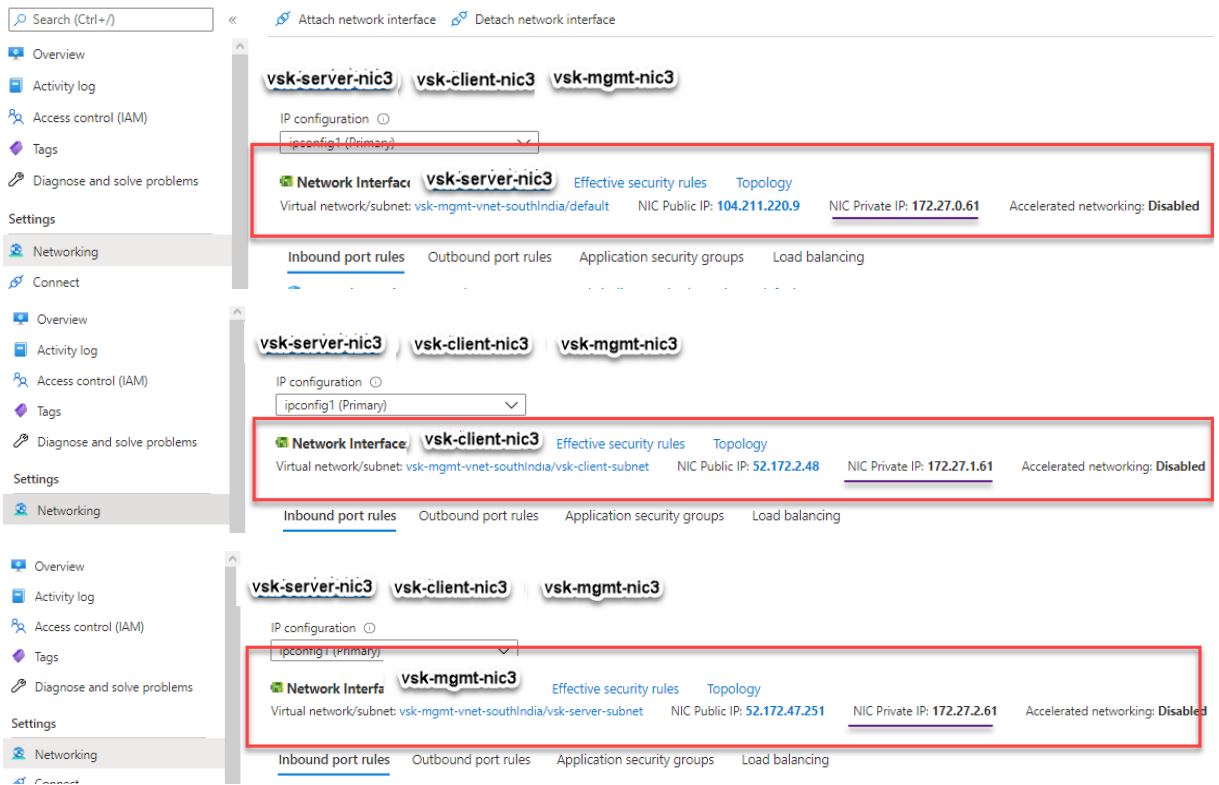 Search (Ctrl+/)
«
Attach network interface Detach network interface
Overview
Activity log
Access control (IAM)
Tags
Diagnose and solve problems
Settings
Networking
Connect
vsk-server-nic3 vsk-client-nic3 vsk-mgmt-nic3
IP configuration
ipconfig1 (Primary)
Network Interface vsk-server-nic3 Effective security rules Topology
Virtual network/subnet: vsk-mgmt-vnet-southIndia/default NIC Public IP: 104.211.220.9 NIC Private IP: 172.27.0.61 Accelerated networking: Disabled
Inbound port rules Outbound port rules Application security groups Load balancing
Overview
Activity log
Access control (IAM)
Tags
Diagnose and solve problems
Settings
Networking
vsk-server-nic3 vsk-client-nic3 vsk-mgmt-nic3
IP configuration
ipconfig1 (Primary)
Network Interface: vsk-client-nic3 Effective security rules Topology
Virtual network/subnet: vsk-mgmt-vnet-southIndia/vsk-client-subnet NIC Public IP: 52.172.2.48 NIC Private IP: 172.27.1.61 Accelerated networking: Disabled
Inbound port rules Outbound port rules Application security groups Load balancing
Overview
Activity log
Access control (IAM)
Tags
Diagnose and solve problems
Settings
Networking
Connect
vsk-server-nic3 vsk-client-nic3 vsk-mgmt-nic3
IP configuration
ipconfig1 (Primary)
Network Interfa vsk-mgmt-nic3 Effective security rules Topology
Virtual network/subnet: vsk-mgmt-vnet-southIndia/vsk-server-subnet NIC Public IP: 52.172.47.251 NIC Private IP: 172.27.2.61 Accelerated networking: Disabled
Inbound port rules Outbound port rules Application security groups Load balancing